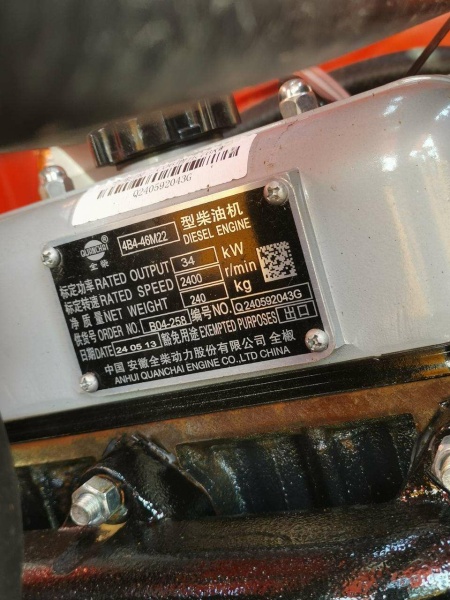 Q240592043G
QUANCHAI
全柴
4B4-46M22
型柴油机
DIESEL ENGINE
标定功率RATED OUTPUT 34 kW
标定转速RATED SPEED 2400 r/min
净质量NET WEIGHT 240 kg
供货号ORDER NO. B04-258 编号NO. Q240592043G
日期DATE 24 05 13 豁免用途EXEMPTED PURPOSES 出口
中国 安徽全柴动力股份有限公司 全椒
ANHUI QUANCHAI ENGINE CO.,LTD CHINA